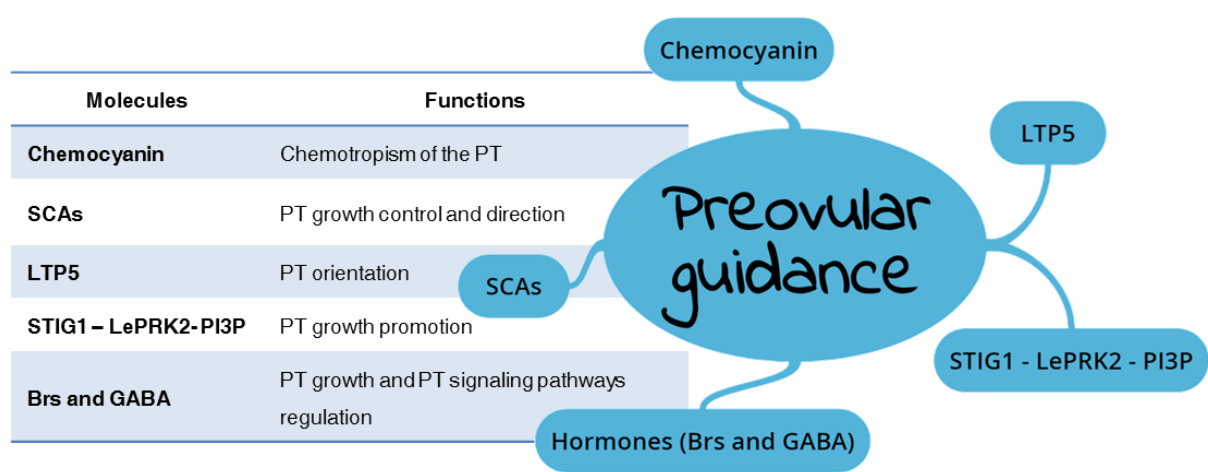 Molecules Functions
Chemocyanin Chemotropism of the PT
SCAs PT growth control and direction
LTP5 PT orientation
STIG1 – LePRK2-PI3P PT growth promotion
Brs and GABA PT growth and PT signaling pathways
regulation
Chemocyanin
LTP5
Preovular
guidance
SCAs
STIG1 - LePRK2 - PI3P
Hormones (Brs and GABA)